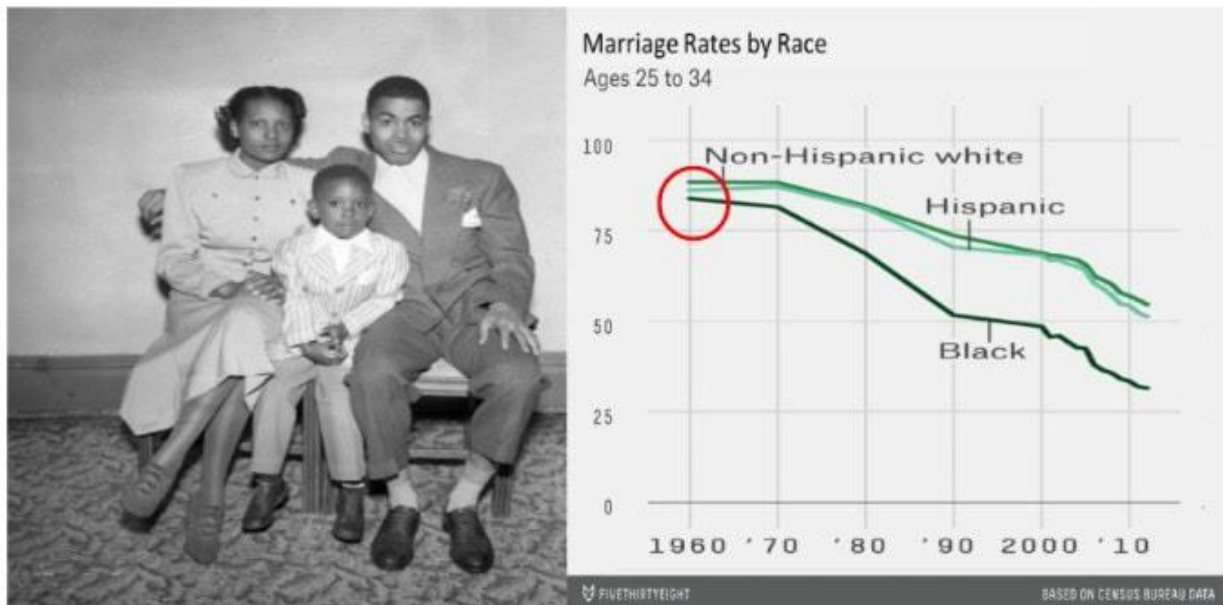 Marriage Rates by Race
Ages 25 to 34
100
Non-Hispanic white
Hispanic
75
50
Black
25
0
1960 '70 '80 '90 2000 '10
FIVETHIRTYEIGHT BASED ON CENSUS BUREAU DATA